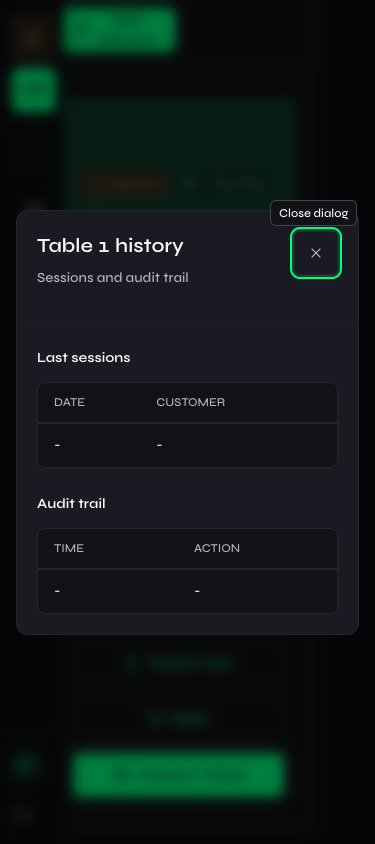 Close dialog
Table 1 history
Sessions and audit trail
Last sessions
DATE CUSTOMER
- -
Audit trail
TIME ACTION
- -